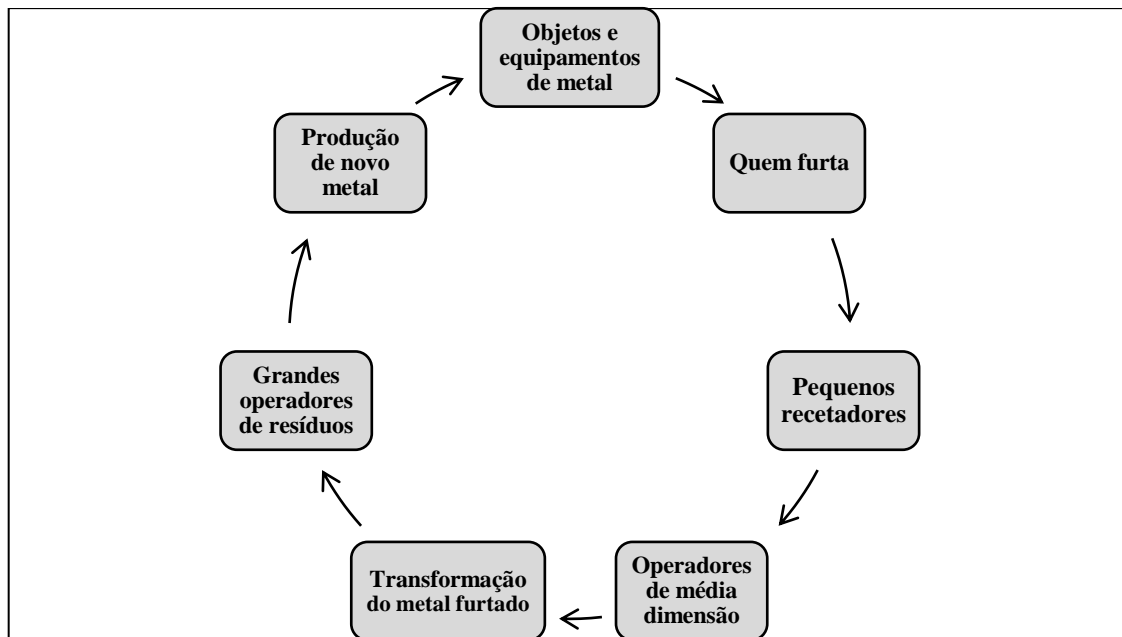 Objetos e
equipamentos
de metal
Quem furta
Pequenos
recetadores
Operadores
de média
dimensão
Transformação
do metal furtado
Grandes
operadores
de resíduos
Produção
de novo
metal